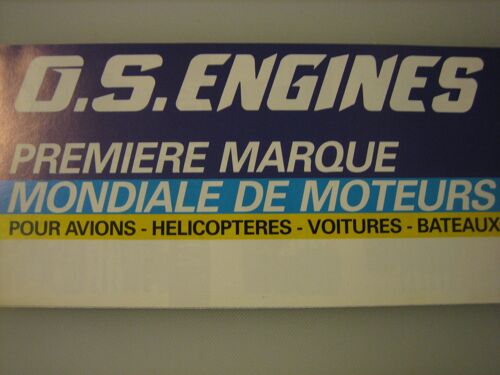 O.S.ENGINES
PREMIERE MARQUE
MONDIALE DE MOTEURS
POUR AVIONS - HELICOPTERES - VOITURES - BATEAUX